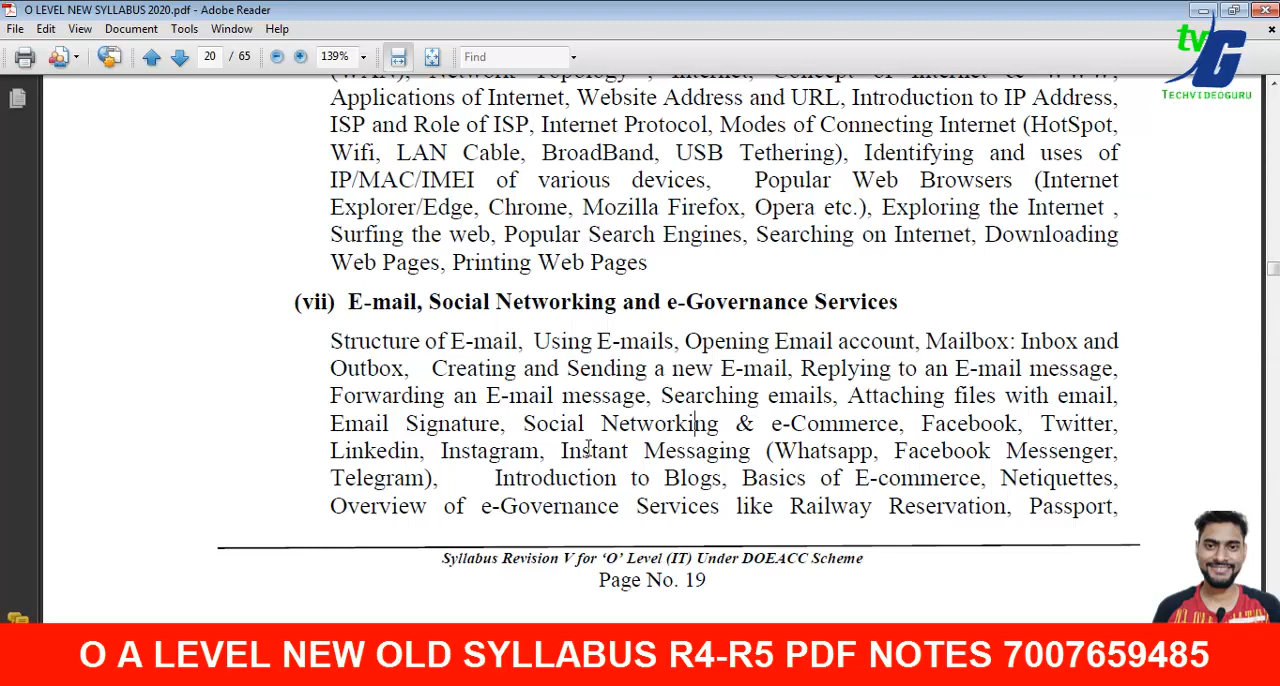 O LEVEL NEW SYLLABUS 2020.pdf - Adobe Reader
File Edit View Document Tools Window Help
20 / 65 139% Find
tvG
TECHVIDEOGURU
(WAN), Network Topology , Internet, Concept of Internet & WWW,
Applications of Internet, Website Address and URL, Introduction to IP Address,
ISP and Role of ISP, Internet Protocol, Modes of Connecting Internet (HotSpot,
Wifi, LAN Cable, BroadBand, USB Tethering), Identifying and uses of
IP/MAC/IMEI of various devices, Popular Web Browsers (Internet
Explorer/Edge, Chrome, Mozilla Firefox, Opera etc.), Exploring the Internet ,
Surfing the web, Popular Search Engines, Searching on Internet, Downloading
Web Pages, Printing Web Pages
(vii) E-mail, Social Networking and e-Governance Services
Structure of E-mail, Using E-mails, Opening Email account, Mailbox: Inbox and
Outbox, Creating and Sending a new E-mail, Replying to an E-mail message,
Forwarding an E-mail message, Searching emails, Attaching files with email,
Email Signature, Social Networking & e-Commerce, Facebook, Twitter,
Linkedin, Instagram, Instant Messaging (Whatsapp, Facebook Messenger,
Telegram), Introduction to Blogs, Basics of E-commerce, Netiquettes,
Overview of e-Governance Services like Railway Reservation, Passport,
Syllabus Revision V for ‘O’ Level (IT) Under DOEACC Scheme
Page No. 19
O A LEVEL NEW OLD SYLLABUS R4-R5 PDF NOTES 7007659485